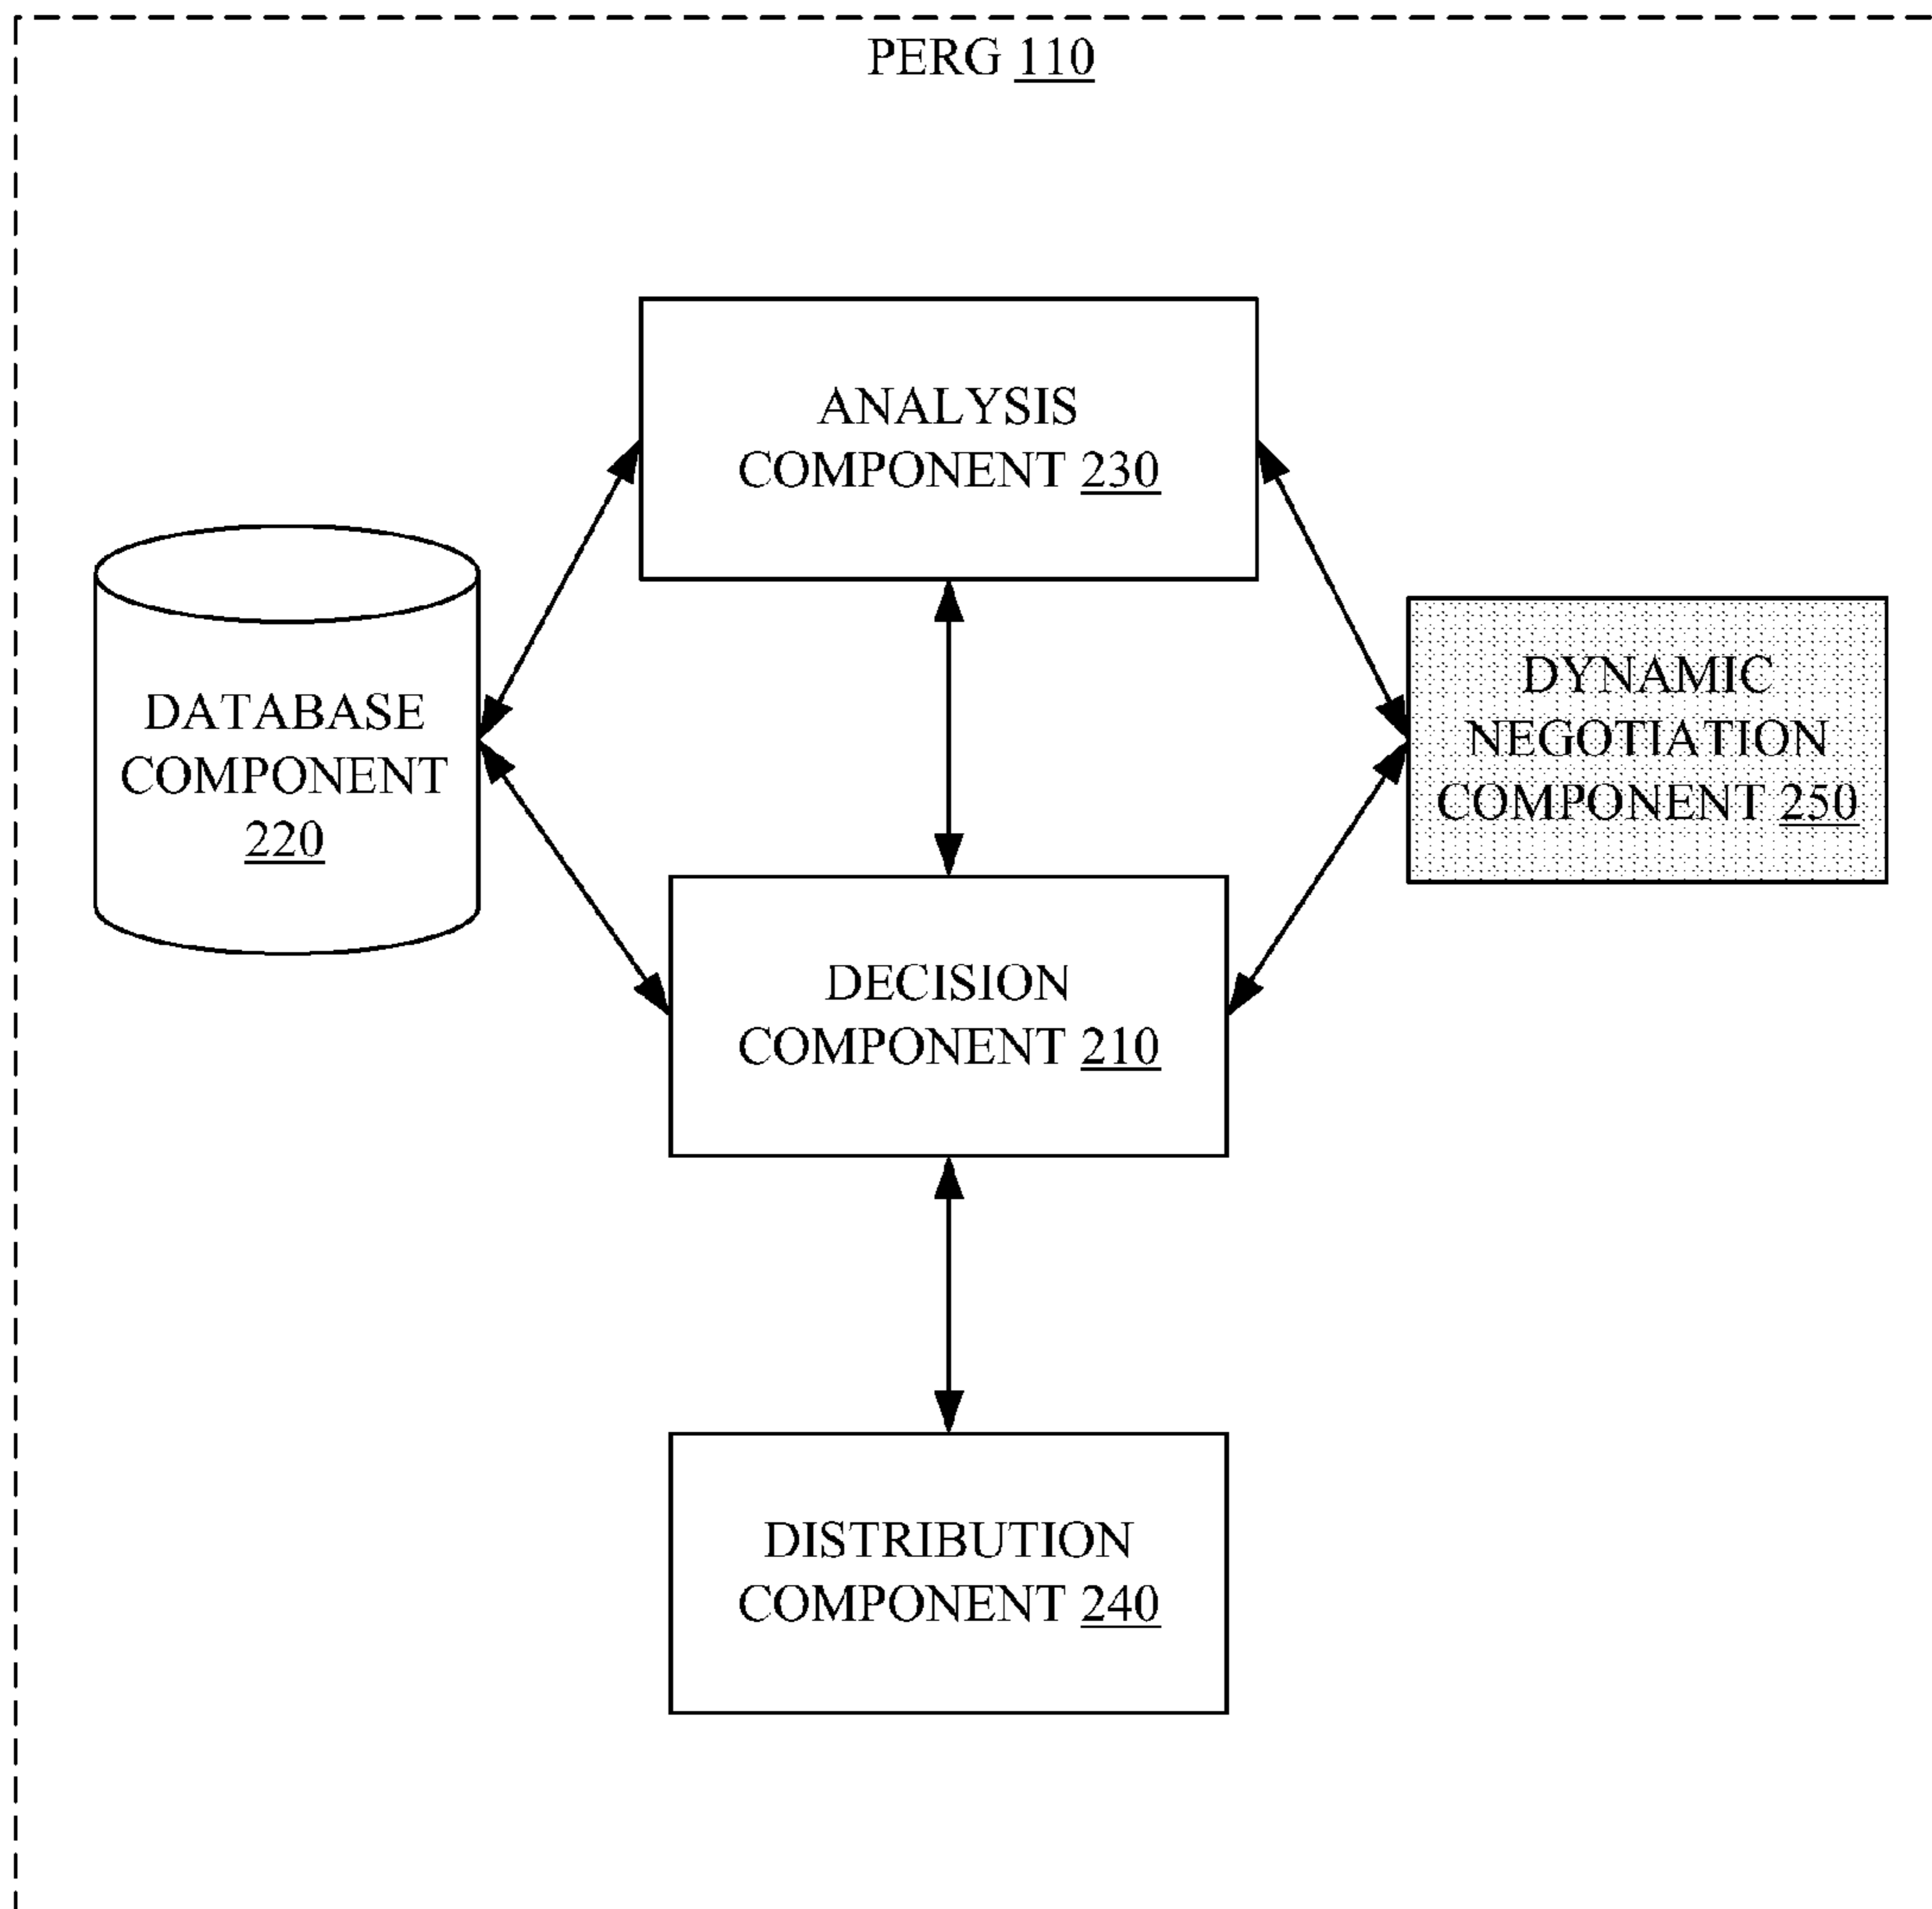 PERG 110
ANALYSIS
COMPONENT 230
DATABASE
COMPONENT
220
DYNAMIC
NEGOTIATION
COMPONENT 250
DECISION
COMPONENT 210
DISTRIBUTION
COMPONENT 240